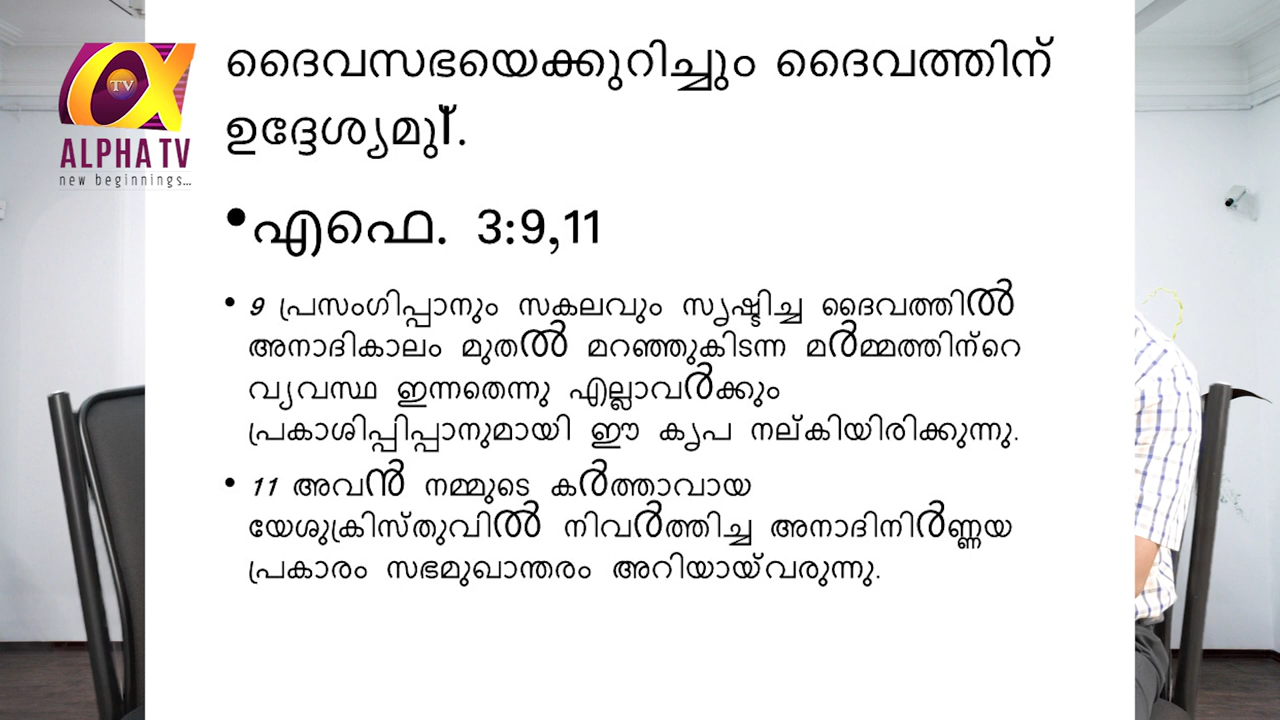 ALPHA TV
new beginnings...
ദൈവസഭയെക്കുറിച്ചും ദൈവത്തിന്
ഉദ്ദേശ്യമു്.
•എഫെ. 3:9,11
• 9 പ്രസംഗിപ്പാനും സകലവും സൃഷ്ടിച്ച ദൈവത്തിൽ
അനാദികാലം മുതൽ മറഞ്ഞുകിടന്ന മർമ്മത്തിന്റെ
വ്യവസ്ഥ ഇന്നതെന്നു എല്ലാവർക്കും
പ്രകാശിപ്പിപ്പാനുമായി ഈ കൃപ നല്കിയിരിക്കുന്നു.
• 11 അവൻ നമ്മുടെ കർത്താവായ
യേശുക്രിസ്തുവിൽ നിവർത്തിച്ച അനാദിനിർണ്ണയ
പ്രകാരം സഭമുഖാന്തരം അറിയായ്‌വരുന്നു.